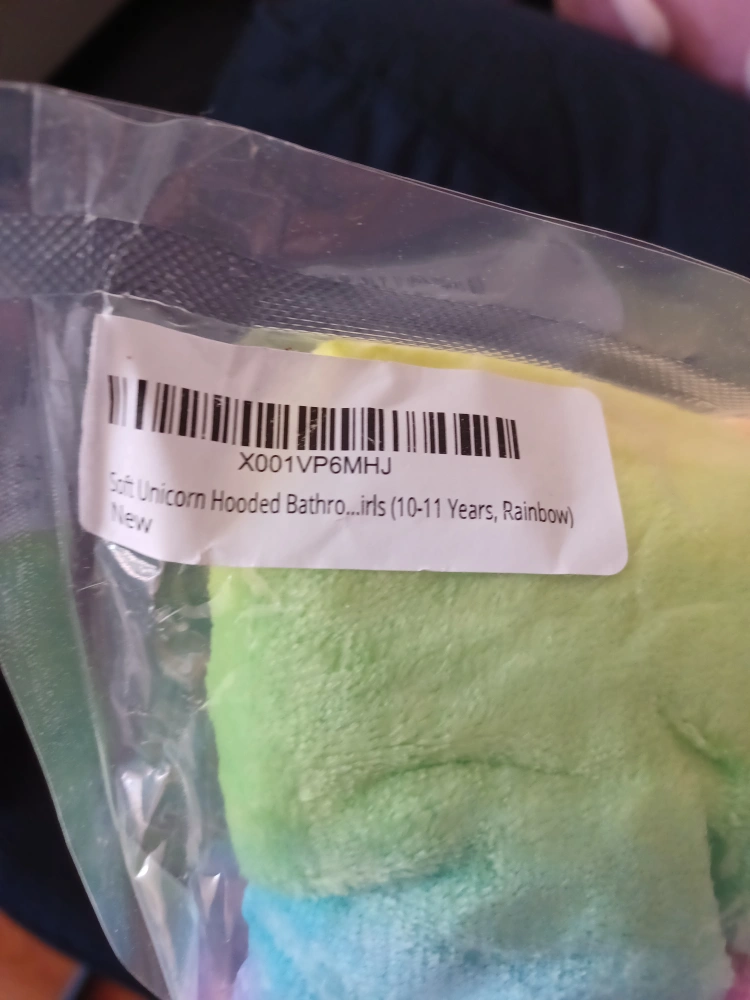 X001VP6MHJ
Soft Unicorn Hooded Bathro...irls (10-11 Years, Rainbow)
New